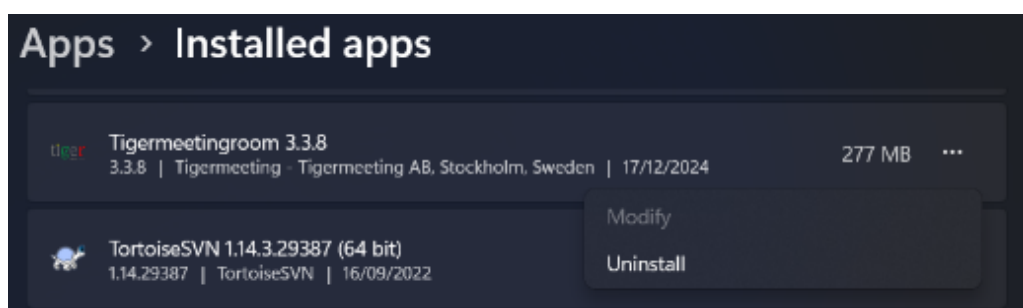 Apps > Installed apps
tiger
Tigermeetingroom 3.3.8
3.3.8 | Tigermeeting - Tigermeeting AB, Stockholm, Sweden | 17/12/2024
277 MB ...
Modify
Uninstall
TortoiseSVN 1.14.3.29387 (64 bit)
1.14.29387 | TortoiseSVN | 16/09/2022